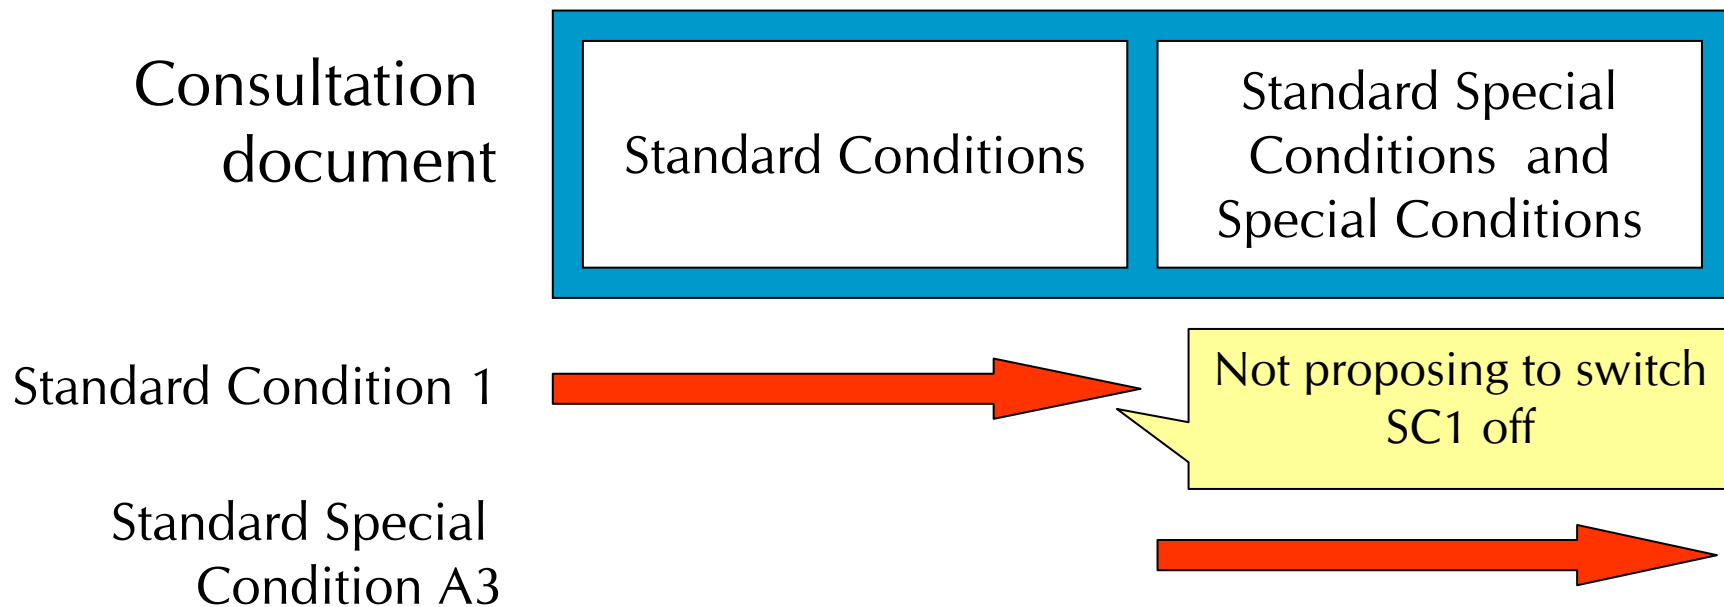 Consultation
document
Standard Conditions
Standard Special
Conditions and
Special Conditions
Standard Condition 1
Not proposing to switch
SC1 off
Standard Special
Condition A3